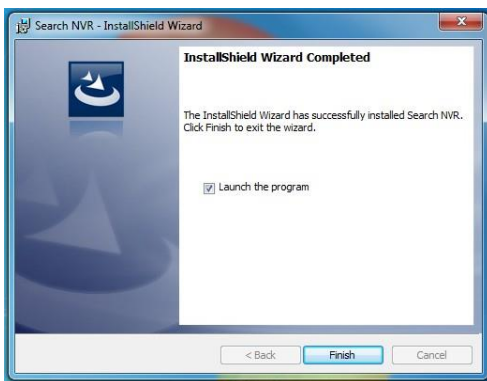 Search NVR - InstallShield Wizard
InstallShield Wizard Completed
The InstallShield Wizard has successfully installed Search NVR.
Click Finish to exit the wizard.
Launch the program
< Back
Finish
Cancel